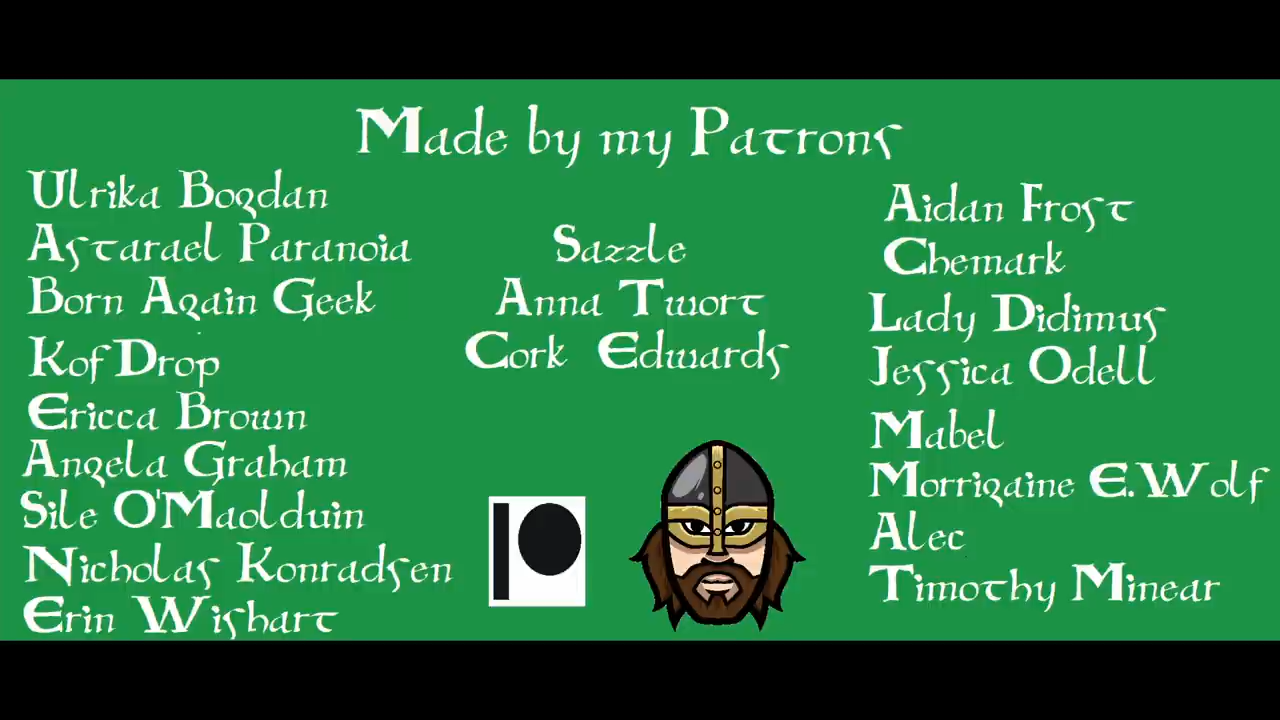 Made by my Patrons
Ulrika Bogdan
Astarael Paranoia
Born Again Geek
Kof Drop
Ericca Brown
Angela Graham
Sile O'Maolduin
Nicholas Konradsen
Erin Wishart
Sazzle
Anna Twort
Cork Edwards
Aidan Frost
Chemark
Lady Didimus
Jessica Odell
Mabel
Morrigaine E.Wolf
Alec
Timothy Minear